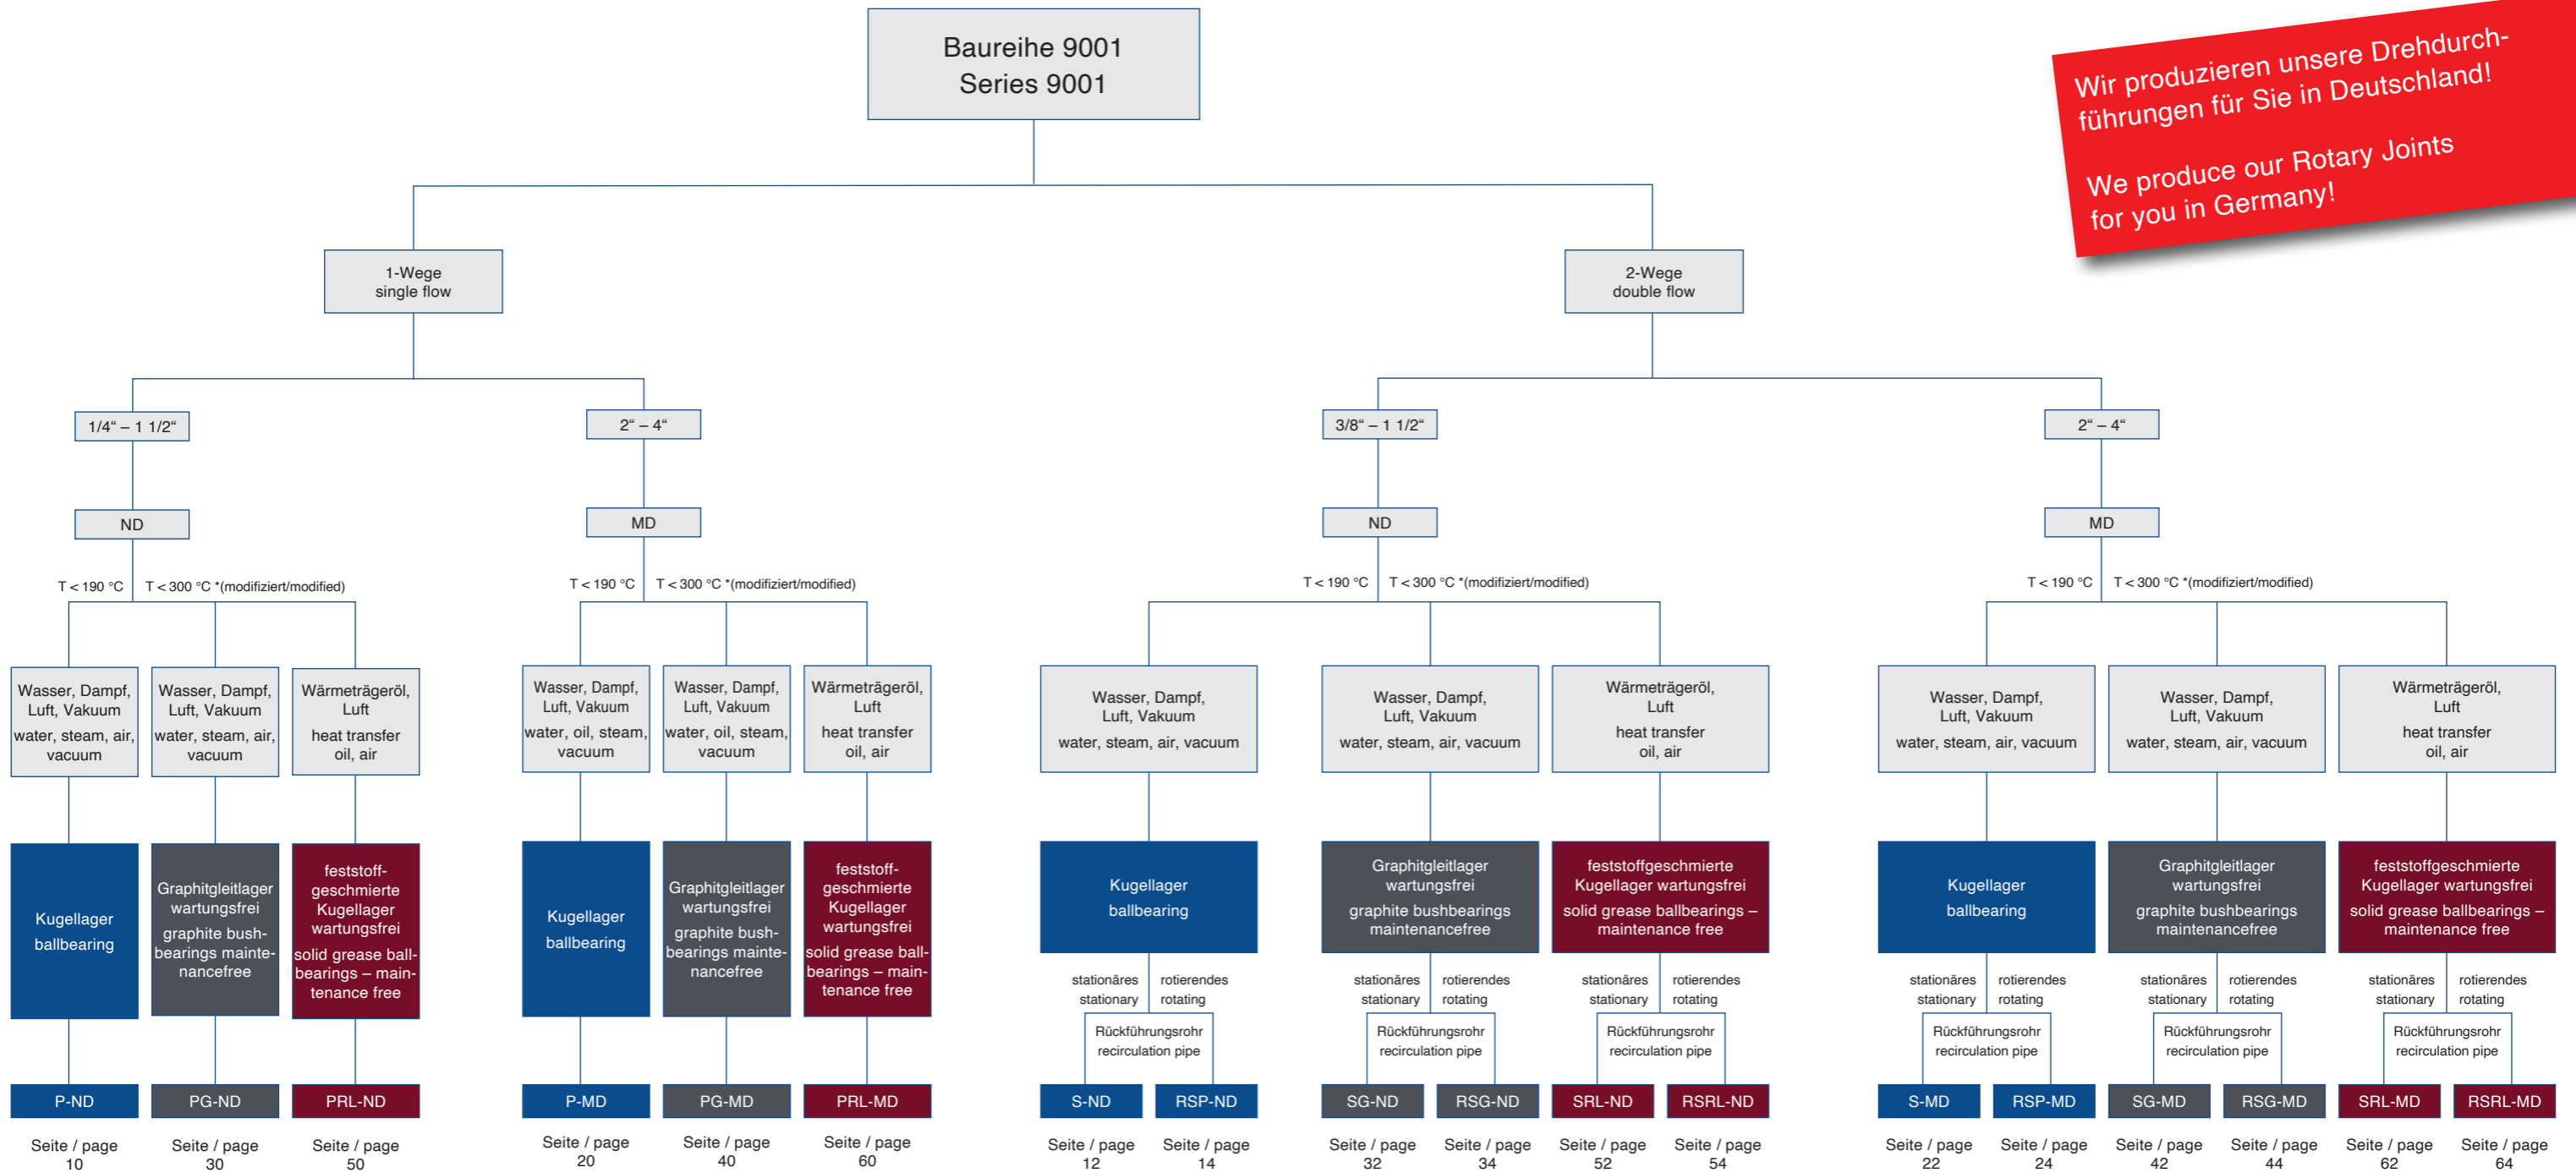 Baureihe 9001
Series 9001
Wir produzieren unsere Drehdurch-
führungen für Sie in Deutschland!
We produce our Rotary Joints
for you in Germany!
1-Wege
single flow
2-Wege
double flow
1/4“ – 1 1/2“
2“ – 4“
3/8“ – 1 1/2“
2“ – 4“
ND
MD
ND
MD
T < 190 °C
T < 300 °C *(modifiziert/modified)
T < 190 °C
T < 300 °C *(modifiziert/modified)
T < 190 °C
T < 300 °C *(modifiziert/modified)
T < 190 °C
T < 300 °C *(modifiziert/modified)
Wasser, Dampf,
Luft, Vakuum
water, steam, air,
vacuum
Wasser, Dampf,
Luft, Vakuum
water, steam, air,
vacuum
Wärmeträgeröl,
Luft
heat transfer
oil, air
Wasser, Dampf,
Luft, Vakuum
water, oil, steam,
vacuum
Wasser, Dampf,
Luft, Vakuum
water, oil, steam,
vacuum
Wärmeträgeröl,
Luft
heat transfer
oil, air
Wasser, Dampf,
Luft, Vakuum
water, steam, air, vacuum
Wasser, Dampf,
Luft, Vakuum
water, steam, air, vacuum
Wärmeträgeröl,
Luft
heat transfer
oil, air
Wasser, Dampf,
Luft, Vakuum
water, steam, air, vacuum
Wasser, Dampf,
Luft, Vakuum
water, steam, air, vacuum
Wärmeträgeröl,
Luft
heat transfer
oil, air
Kugellager
ballbearing
Graphitgleitlager
wartungsfrei
graphite bush-
bearings mainte-
nancefree
feststoff-
geschmierte
Kugellager
wartungsfrei
solid grease ball-
bearings – main-
tenance free
Kugellager
ballbearing
Graphitgleitlager
wartungsfrei
graphite bush-
bearings mainte-
nancefree
feststoff-
geschmierte
Kugellager
wartungsfrei
solid grease ball-
bearings – main-
tenance free
Kugellager
ballbearing
Graphitgleitlager
wartungsfrei
graphite bushbearings
maintenancefree
feststoffgeschmierte
Kugellager wartungsfrei
solid grease ballbearings –
maintenance free
Kugellager
ballbearing
Graphitgleitlager
wartungsfrei
graphite bushbearings
maintenancefree
feststoffgeschmierte
Kugellager wartungsfrei
solid grease ballbearings –
maintenance free
stationäres rotierendes
stationary rotating
Rückführungsrohr
recirculation pipe
stationäres rotierendes
stationary rotating
Rückführungsrohr
recirculation pipe
stationäres rotierendes
stationary rotating
Rückführungsrohr
recirculation pipe
stationäres rotierendes
stationary rotating
Rückführungsrohr
recirculation pipe
stationäres rotierendes
stationary rotating
Rückführungsrohr
recirculation pipe
stationäres rotierendes
stationary rotating
Rückführungsrohr
recirculation pipe
P-ND
Seite / page
10
PG-ND
Seite / page
30
PRL-ND
Seite / page
50
P-MD
Seite / page
20
PG-MD
Seite / page
40
PRL-MD
Seite / page
60
S-ND
Seite / page
12
RSP-ND
Seite / page
14
SG-ND
Seite / page
32
RSG-ND
Seite / page
34
SRL-ND
Seite / page
52
RSRL-ND
Seite / page
54
S-MD
Seite / page
22
RSP-MD
Seite / page
24
SG-MD
Seite / page
42
RSG-MD
Seite / page
44
SRL-MD
Seite / page
62
RSRL-MD
Seite / page
64